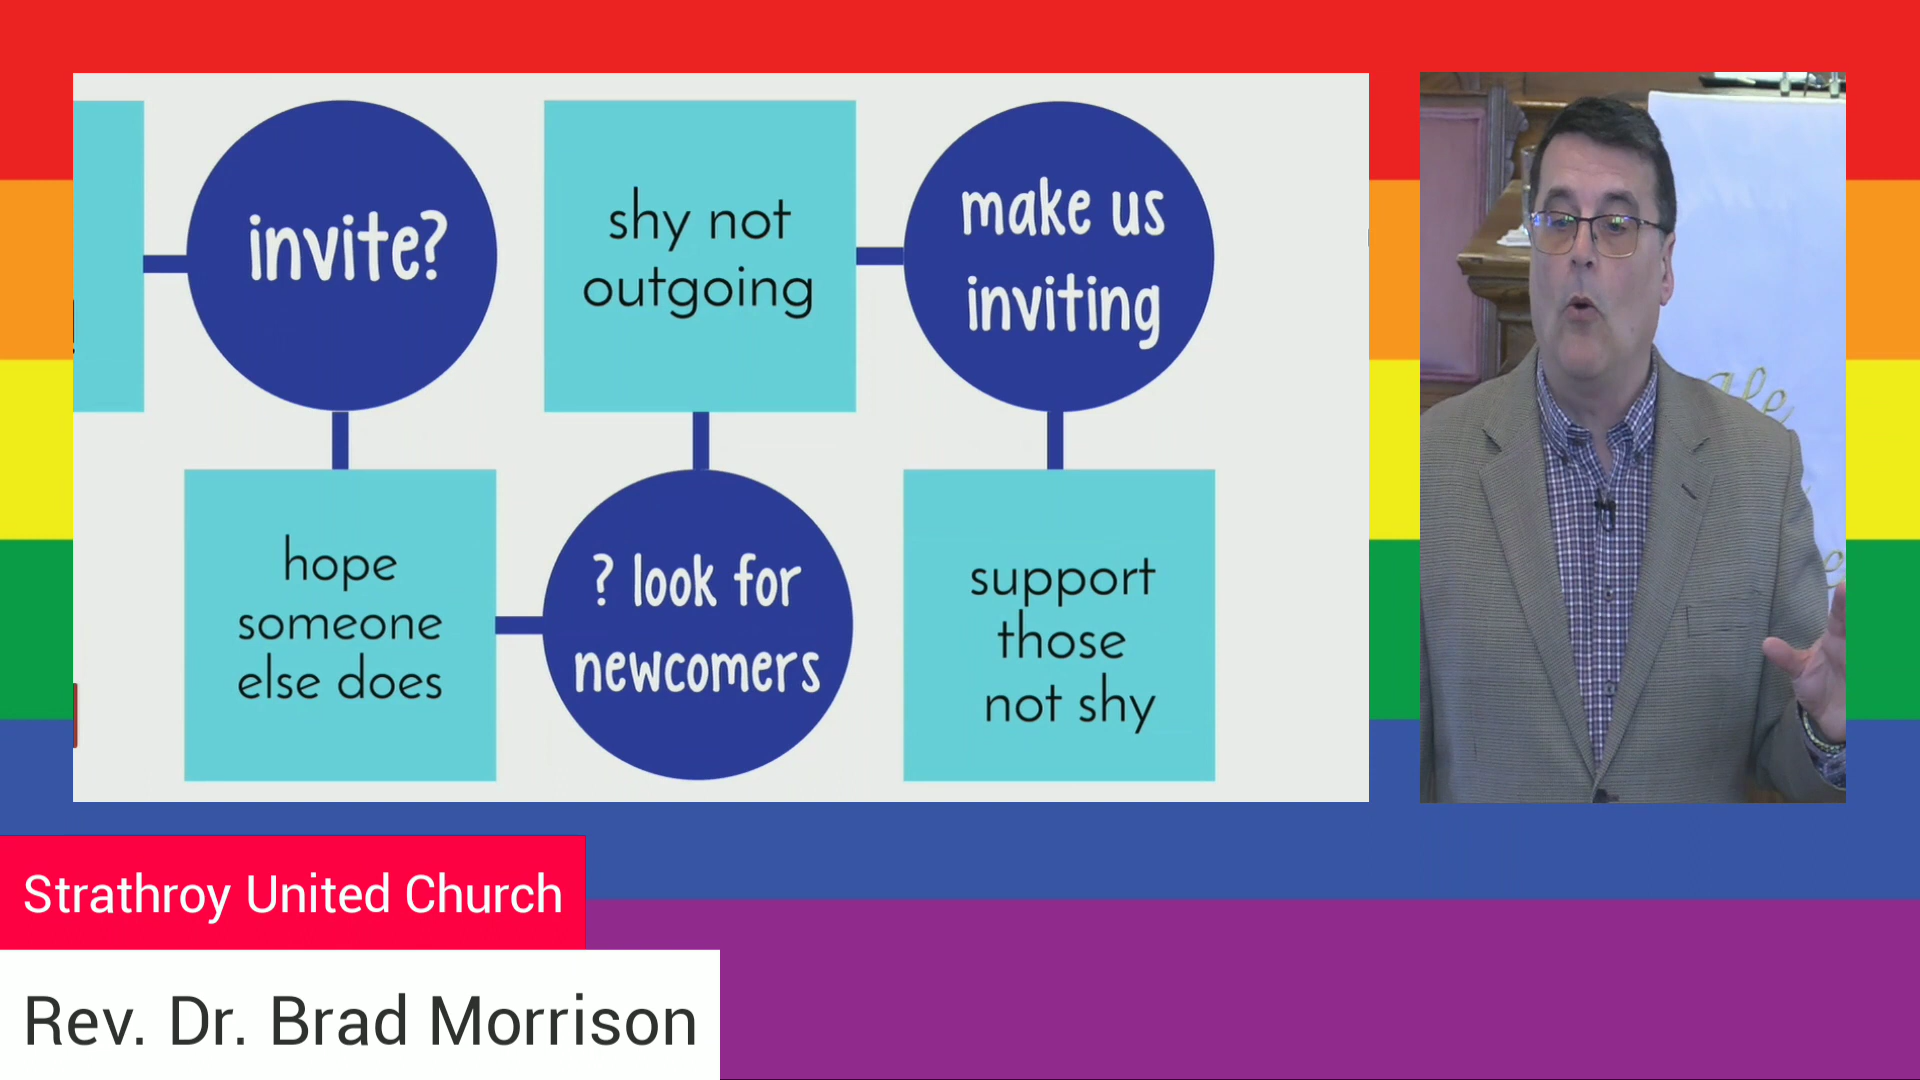 invite?
hope
someone
else does
? look for
newcomers
shy not
outgoing
make us
inviting
support
those
not shy
Strathroy United Church
Rev. Dr. Brad Morrison